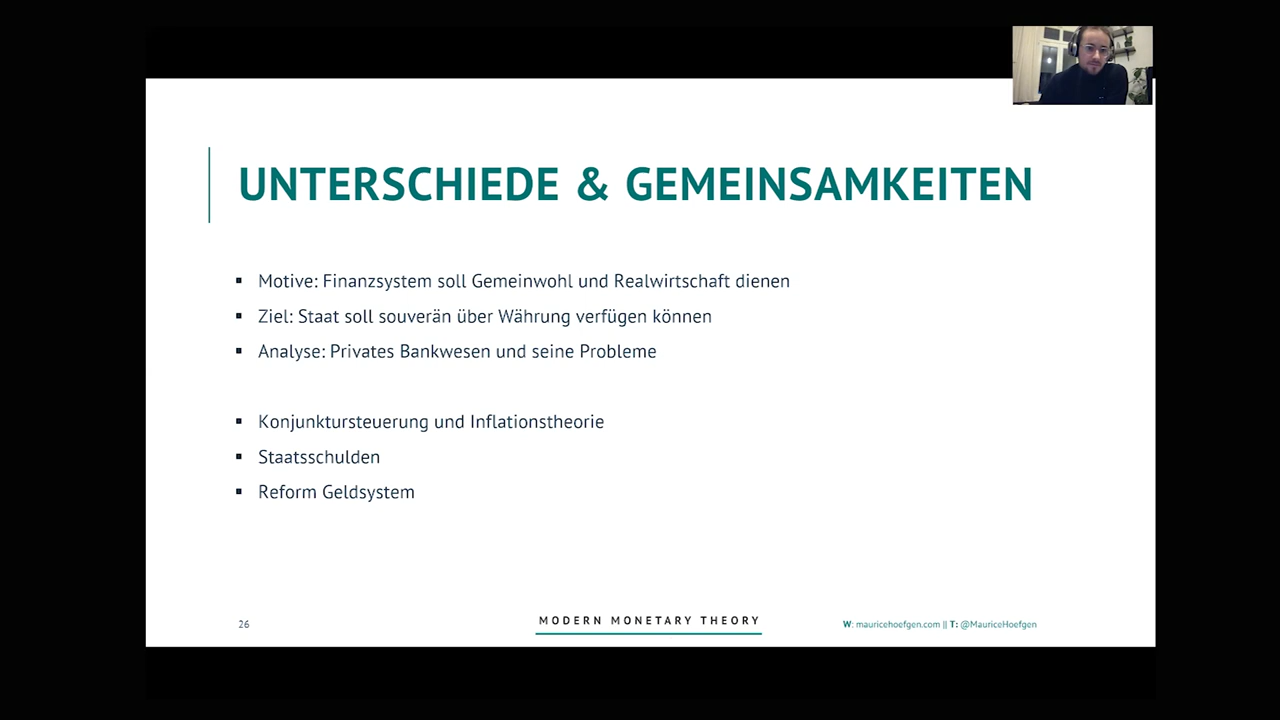 UNTERSCHIEDE & GEMEINSAMKEITEN
▪ Motive: Finanzsystem soll Gemeinwohl und Realwirtschaft dienen
▪ Ziel: Staat soll souverän über Währung verfügen können
▪ Analyse: Privates Bankwesen und seine Probleme
▪ Konjunktursteuerung und Inflationstheorie
▪ Staatsschulden
▪ Reform Geldsystem
26
MODERN MONETARY THEORY
W: mauricehoefgen.com || T: @MauriceHoefgen